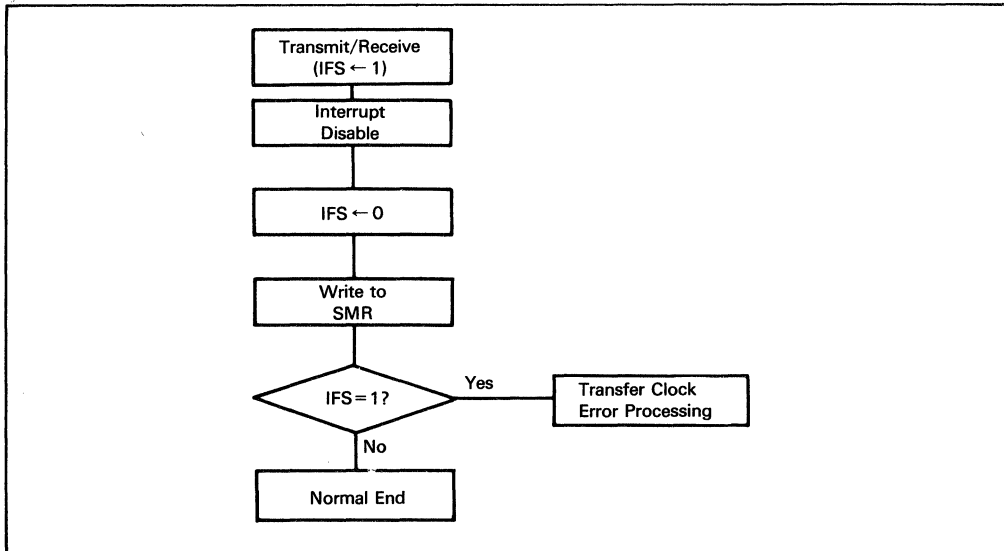 Transmit/Receive
(IFS ← 1)
Interrupt
Disable
IFS ← 0
Write to
SMR
IFS = 1?
Yes
Transfer Clock
Error Processing
No
Normal End